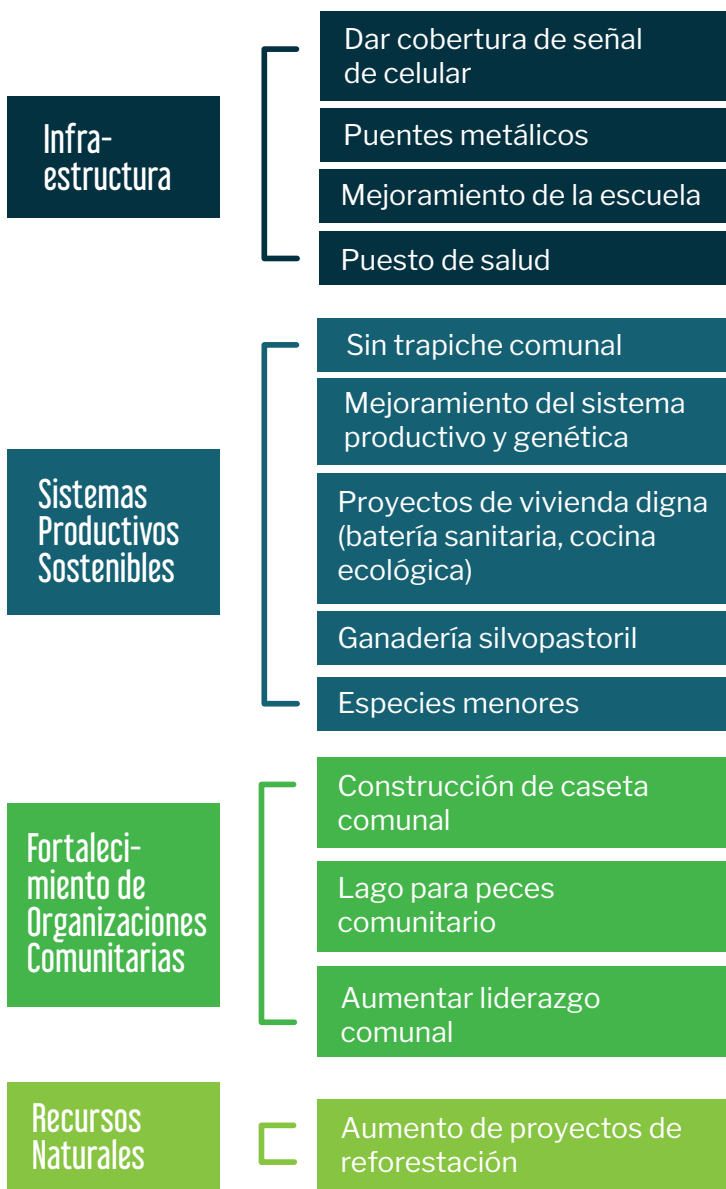 Infra-
estructura
Dar cobertura de señal
de celular
Puentes metálicos
Mejoramiento de la escuela
Puesto de salud
Sistemas
Productivos
Sostenibles
Sin trapiche comunal
Mejoramiento del sistema
productivo y genética
Proyectos de vivienda digna
(batería sanitaria, cocina
ecológica)
Ganadería silvopastoril
Especies menores
Fortaleci-
miento de
Organizaciones
Comunitarias
Construcción de caseta
comunal
Lago para peces
comunitario
Aumentar liderazgo
comunal
Recursos
Naturales
Aumento de proyectos de
reforestación